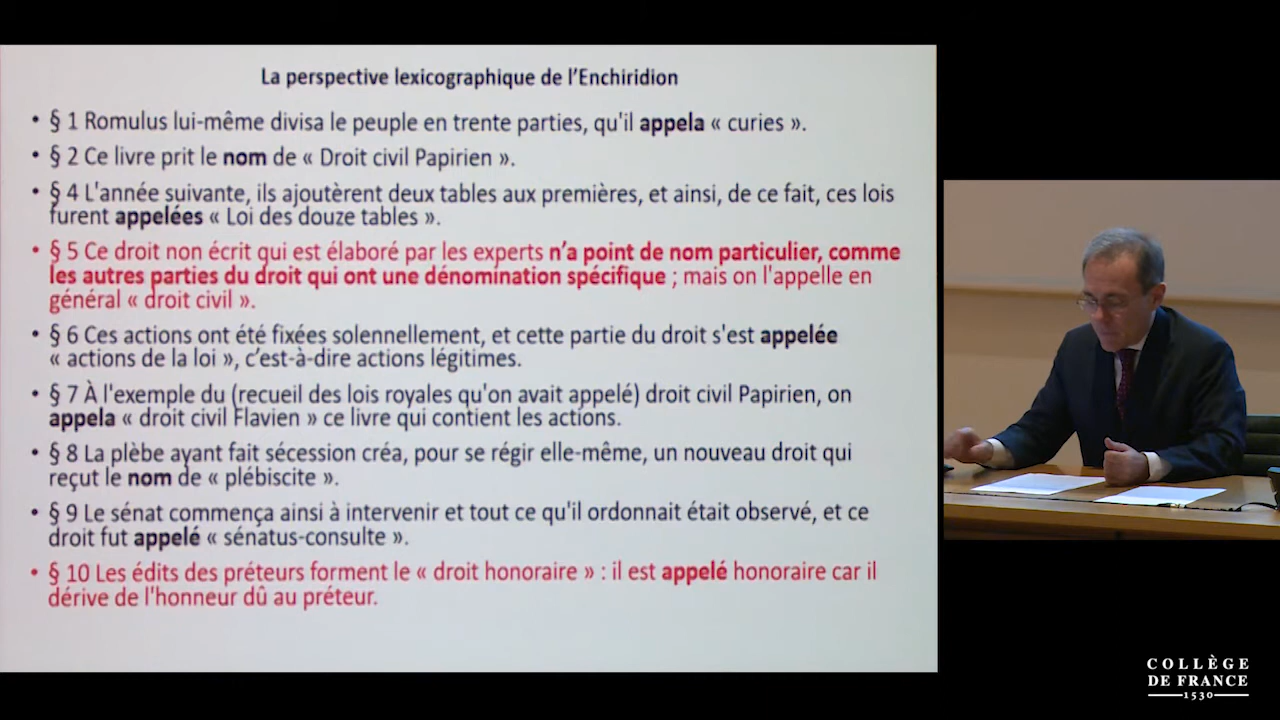 La perspective lexicographique de l'Enchiridion
• § 1 Romulus lui-même divisa le peuple en trente parties, qu'il appela « curies ».
• § 2 Ce livre prit le nom de « Droit civil Papirien ».
• § 4 L'année suivante, ils ajoutèrent deux tables aux premières, et ainsi, de ce fait, ces lois
furent appelées « Loi des douze tables ».
• § 5 Ce droit non écrit qui est élaboré par les experts n'a point de nom particulier, comme
les autres parties du droit qui ont une dénomination spécifique ; mais on l'appelle en
général « droit civil ».
• § 6 Ces actions ont été fixées solennellement, et cette partie du droit s'est appelée
« actions de la loi », c'est-à-dire actions légitimes.
• § 7 À l'exemple du (recueil des lois royales qu'on avait appelé) droit civil Papirien, on
appela « droit civil Flavien » ce livre qui contient les actions.
• § 8 La plèbe ayant fait sécession créa, pour se régir elle-même, un nouveau droit qui
reçut le nom de « plébiscite ».
• § 9 Le sénat commença ainsi à intervenir et tout ce qu'il ordonnait était observé, et ce
droit fut appelé « sénatus-consulte ».
• § 10 Les édits des préteurs forment le « droit honoraire » : il est appelé honoraire car il
dérive de l'honneur dû au préteur.
COLLÈGE
DE FRANCE
1530